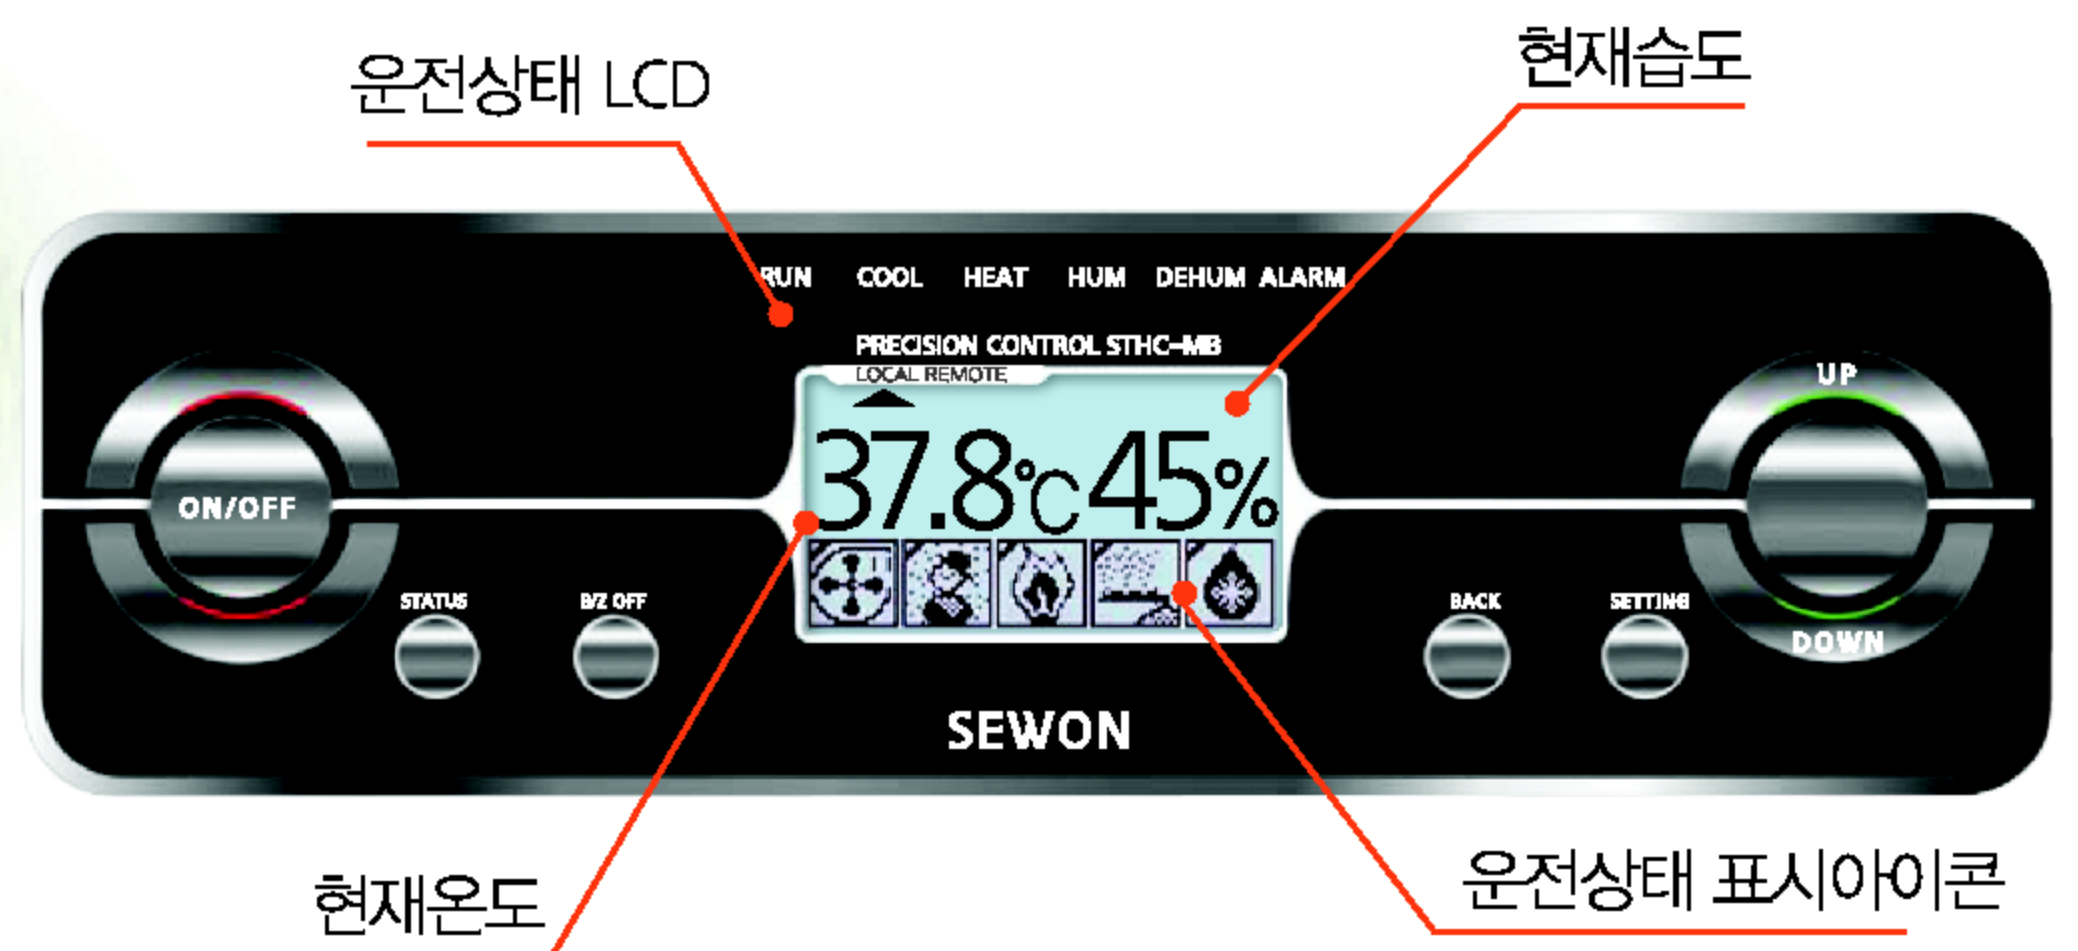 운전상태 LCD
현재습도
RUN COOL HEAT HUM DEHUM ALARM
PRECISION CONTROL STHC-MB
LOCAL REMOTE
37.8℃ 45%
ON/OFF
UP
DOWN
STATUS
B/Z OFF
BACK
SETTING
SEWON
현재온도
운전상태 표시아이콘